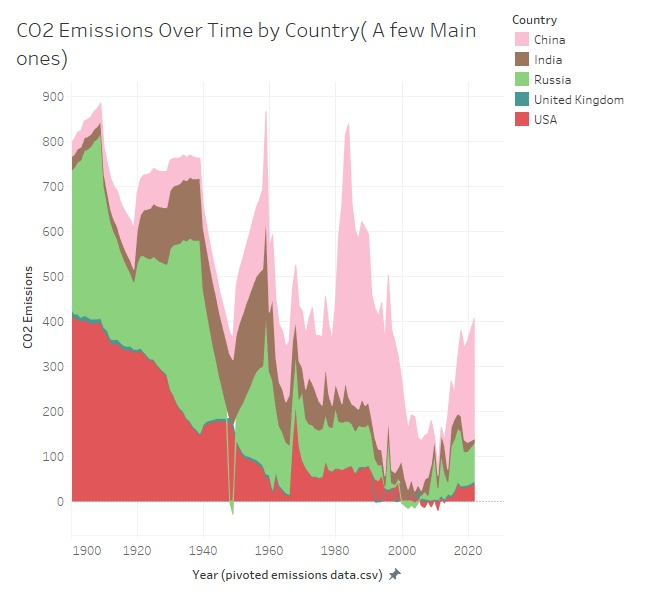 CO2 Emissions Over Time by Country( A few Main
ones)
Country
China
India
Russia
United Kingdom
USA
900
800
700
600
500
400
300
200
100
0
CO2 Emissions
1900 1920 1940 1960 1980 2000 2020
Year (pivoted emissions data.csv)